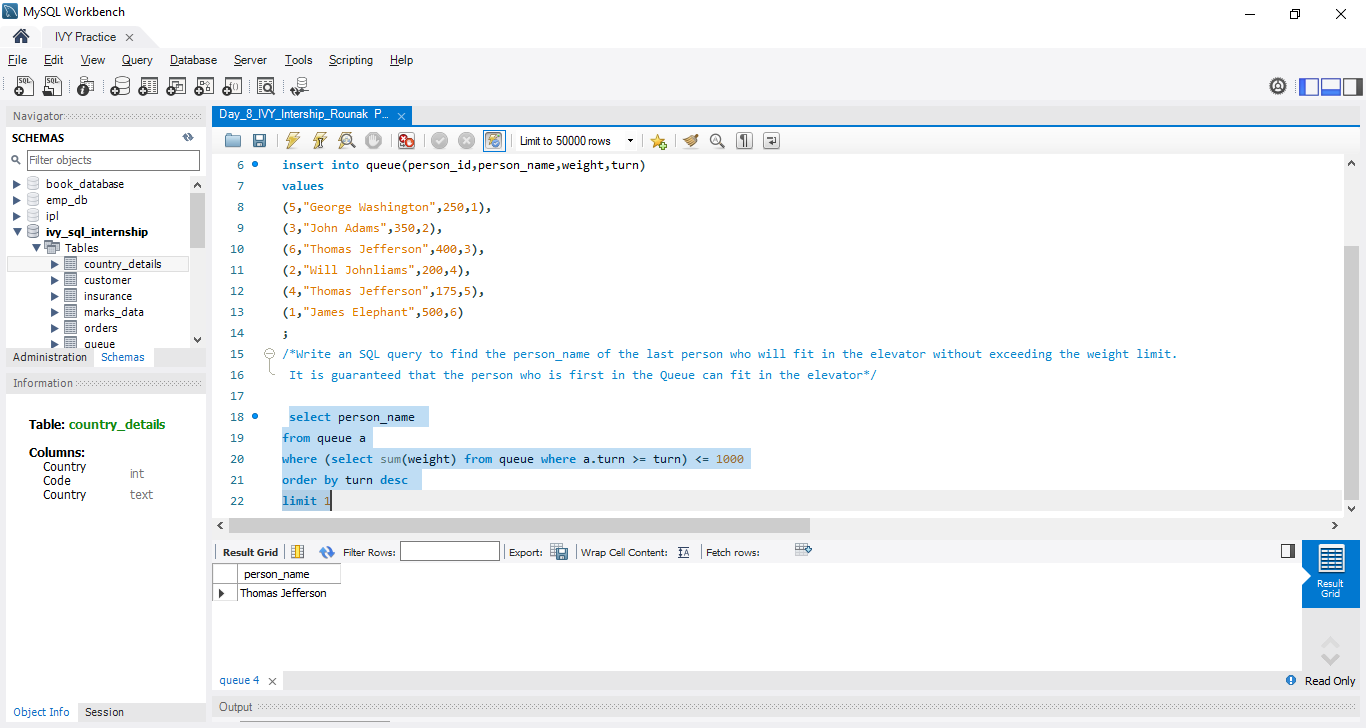 MySQL Workbench
IVY Practice
File Edit View Query Database Server Tools Scripting Help
Navigator
SCHEMAS
Filter objects
book_database
emp_db
ipl
ivy_sql_internship
Tables
country_details
customer
insurance
marks_data
orders
queue
Administration Schemas
Information
Table: country_details
Columns:
Country Code int
Country text
Object Info Session
Day_8_IVY_Intership_Rounak P...
Limit to 50000 rows
6 insert into queue(person_id,person_name,weight,turn)
7 values
8 (5,"George Washington",250,1),
9 (3,"John Adams",350,2),
10 (6,"Thomas Jefferson",400,3),
11 (2,"Will Johnliams",200,4),
12 (4,"Thomas Jefferson",175,5),
13 (1,"James Elephant",500,6)
14 ;
15 /*Write an SQL query to find the person_name of the last person who will fit in the elevator without exceeding the weight limit.
16 It is guaranteed that the person who is first in the Queue can fit in the elevator*/
17
18 select person_name
19 from queue a
20 where (select sum(weight) from queue where a.turn >= turn) <= 1000
21 order by turn desc
22 limit 1
Result Grid Filter Rows: Export: Wrap Cell Content: IA Fetch rows:
person_name
Thomas Jefferson
Result Grid
queue 4
Read Only
Output